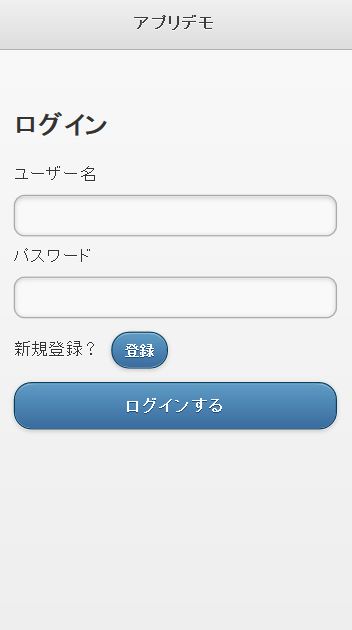 アプリデモ
ログイン
ユーザー名
パスワード
新規登録？ 登録
ログインする